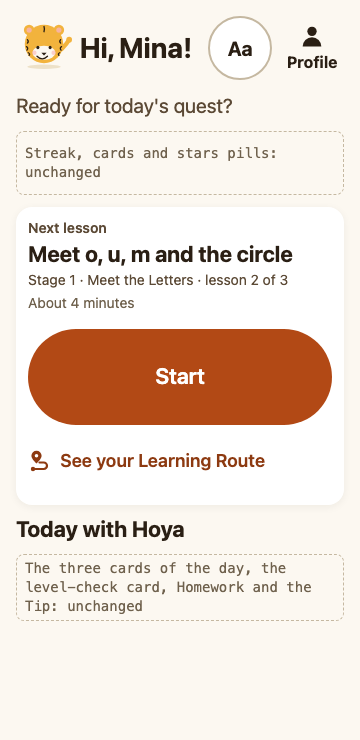 Hi, Mina!
Aa
Profile
Ready for today's quest?
Streak, cards and stars pills:
unchanged
Next lesson
Meet o, u, m and the circle
Stage 1 · Meet the Letters · lesson 2 of 3
About 4 minutes
Start
See your Learning Route
Today with Hoya
The three cards of the day, the
level-check card, Homework and the
Tip: unchanged